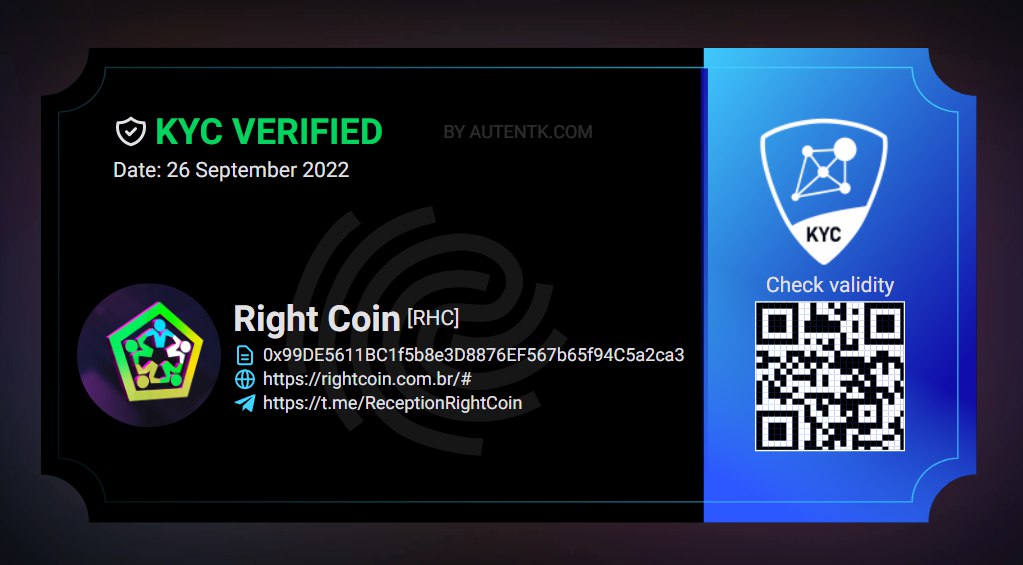 KYC VERIFIED
BY AUTENTK.COM
Date: 26 September 2022
Right Coin [RHC]
0x99DE5611BC1f5b8e3D8876EF567b65f94C5a2ca3
https://rightcoin.com.br/#
https://t.me/ReceptionRightCoin
KYC
Check validity